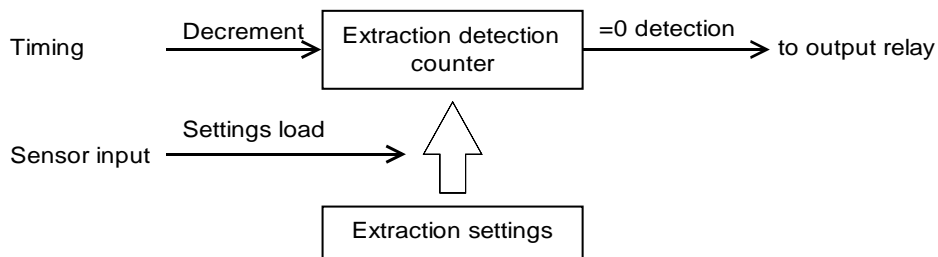 Timing
Decrement
Extraction detection
counter
=0 detection
to output relay
Sensor input
Settings load
Extraction settings